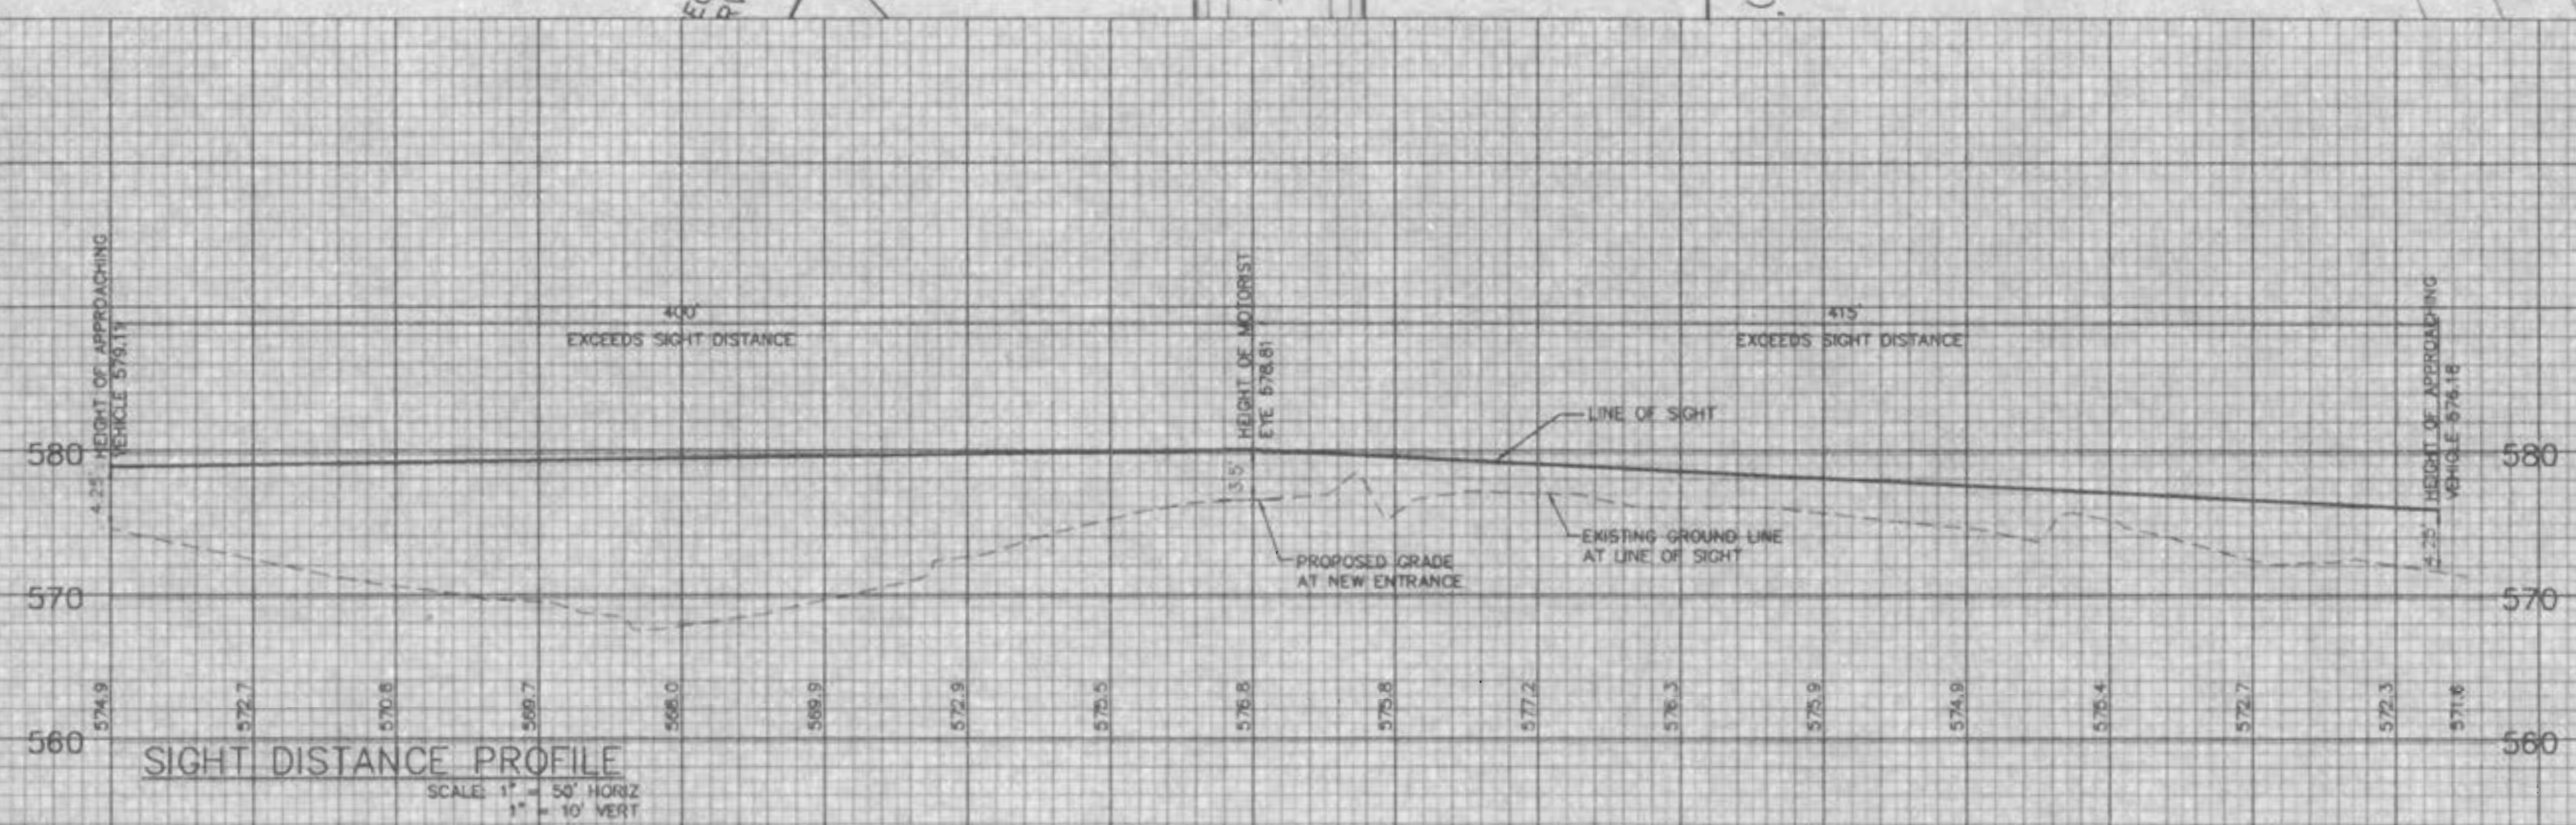 HEIGHT OF APPROACHING
VEHICLE 579.17
4.25'
400'
EXCEEDS SIGHT DISTANCE
HEIGHT OF MOTORIST
EYE 578.81
3.5'
415'
EXCEEDS SIGHT DISTANCE
LINE OF SIGHT
HEIGHT OF APPROACHING
VEHICLE 576.18
4.25'
580
580
PROPOSED GRADE
AT NEW ENTRANCE
EXISTING GROUND LINE
AT LINE OF SIGHT
570
570
574.9
572.7
570.8
569.7
568.0
569.9
572.9
575.5
576.8
575.8
577.2
576.3
575.9
574.9
575.4
572.7
572.3
571.6
560
560
SIGHT DISTANCE PROFILE
SCALE: 1" = 50' HORIZ
1" = 10' VERT